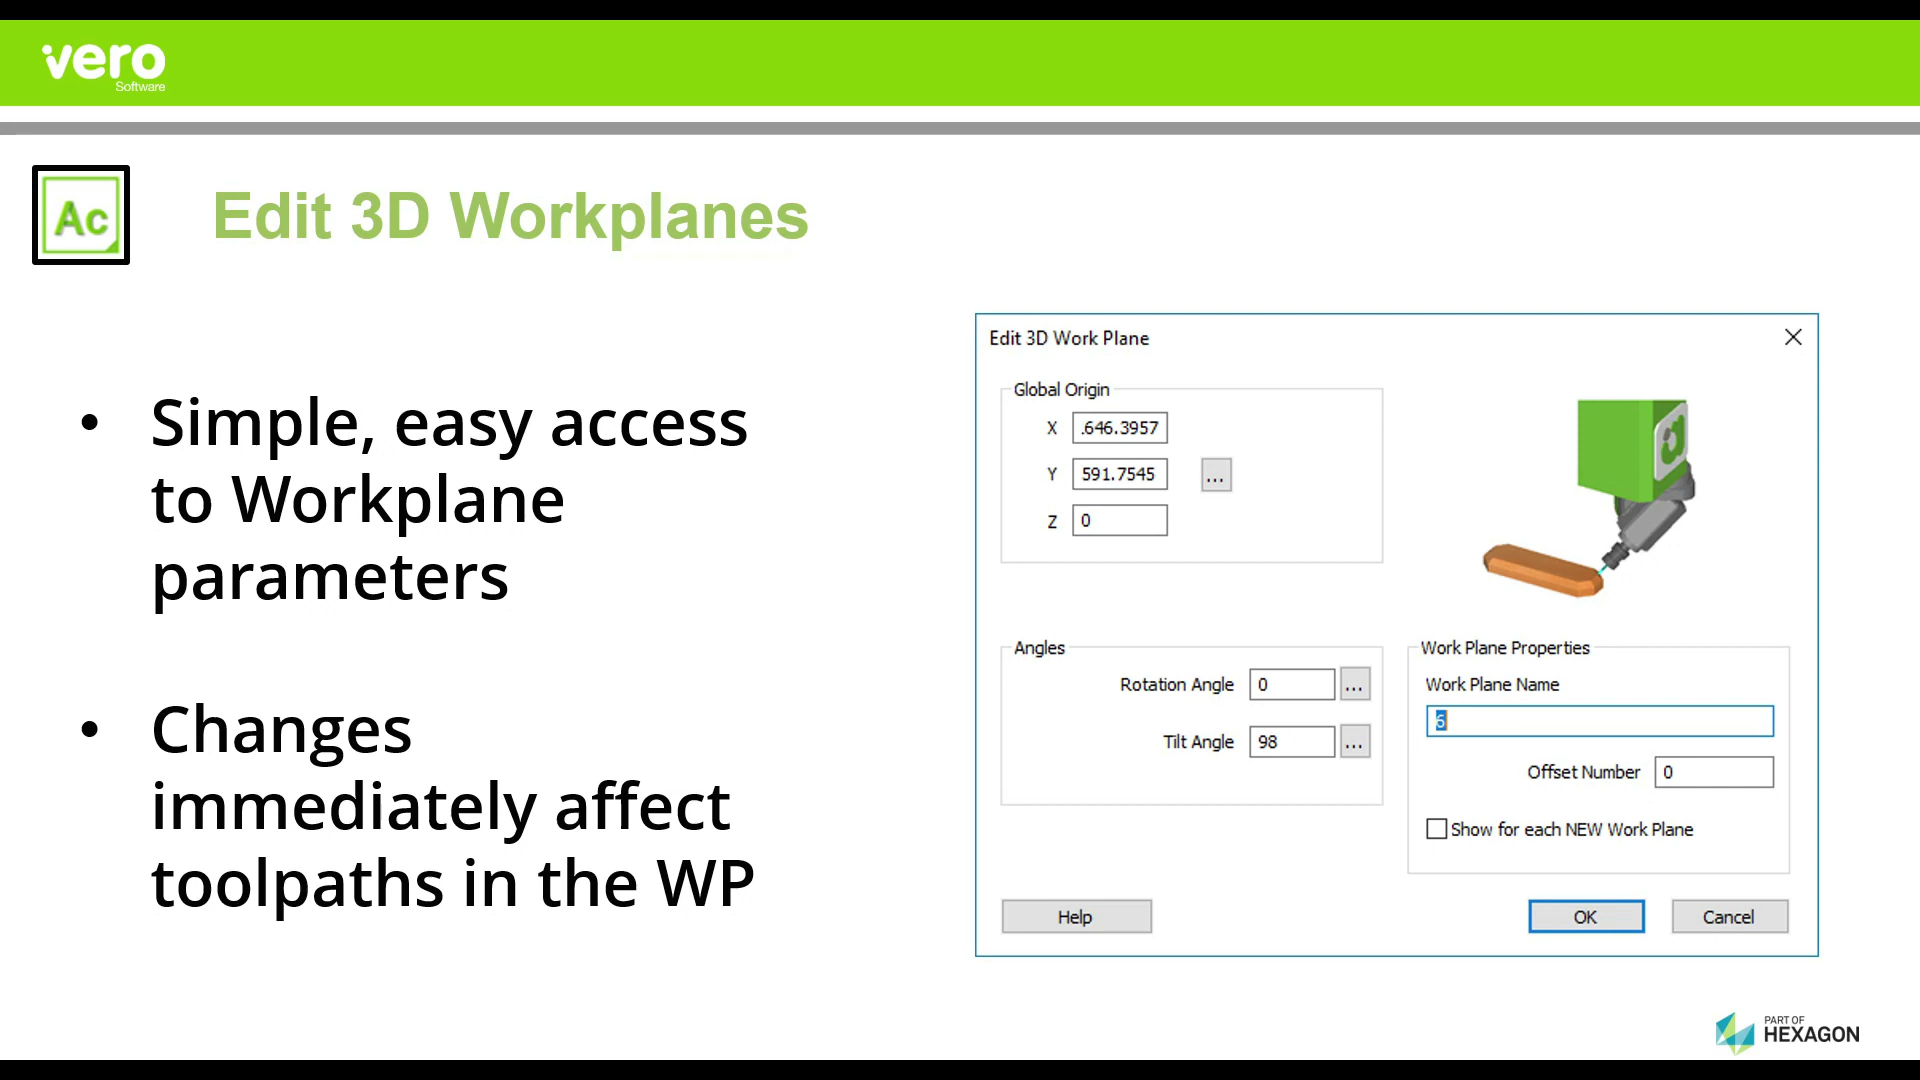 vero
Software
Ac
Edit 3D Workplanes
• Simple, easy access
to Workplane
parameters
• Changes
immediately affect
toolpaths in the WP
Edit 3D Work Plane
Global Origin
X .646.3957
Y 591.7545 ...
Z 0
Angles
Rotation Angle 0 ...
Tilt Angle 98 ...
Work Plane Properties
Work Plane Name
6
Offset Number 0
Show for each NEW Work Plane
Help
OK
Cancel
PART OF
HEXAGON